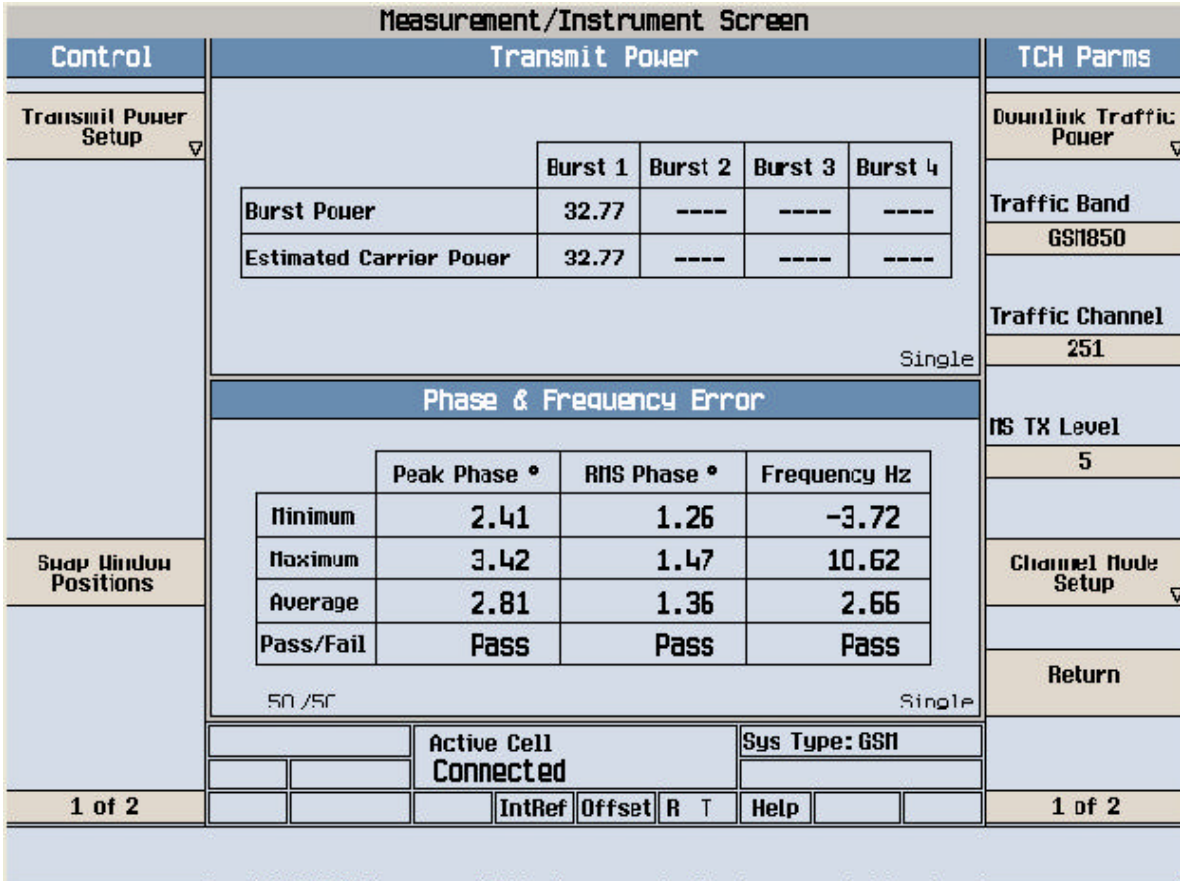 Measurement/Instrument Screen
Control
Transmit Power
Setup
Swap Window
Positions
1 of 2
Transmit Power
Burst 1 Burst 2 Burst 3 Burst 4
Burst Power 32.77 ---- ---- ----
Estimated Carrier Power 32.77 ---- ---- ----
Single
Phase & Frequency Error
Peak Phase ° RMS Phase ° Frequency Hz
Minimum 2.41 1.26 -3.72
Maximum 3.42 1.47 10.62
Average 2.81 1.36 2.66
Pass/Fail Pass Pass Pass
50/50 Single
Active Cell
Connected
Sys Type: GSM
IntRef Offset R T Help
TCH Parms
Downlink Traffic
Power
Traffic Band
GSM850
Traffic Channel
251
MS TX Level
5
Channel Mode
Setup
Return
1 of 2